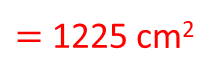 = 1225 cm²